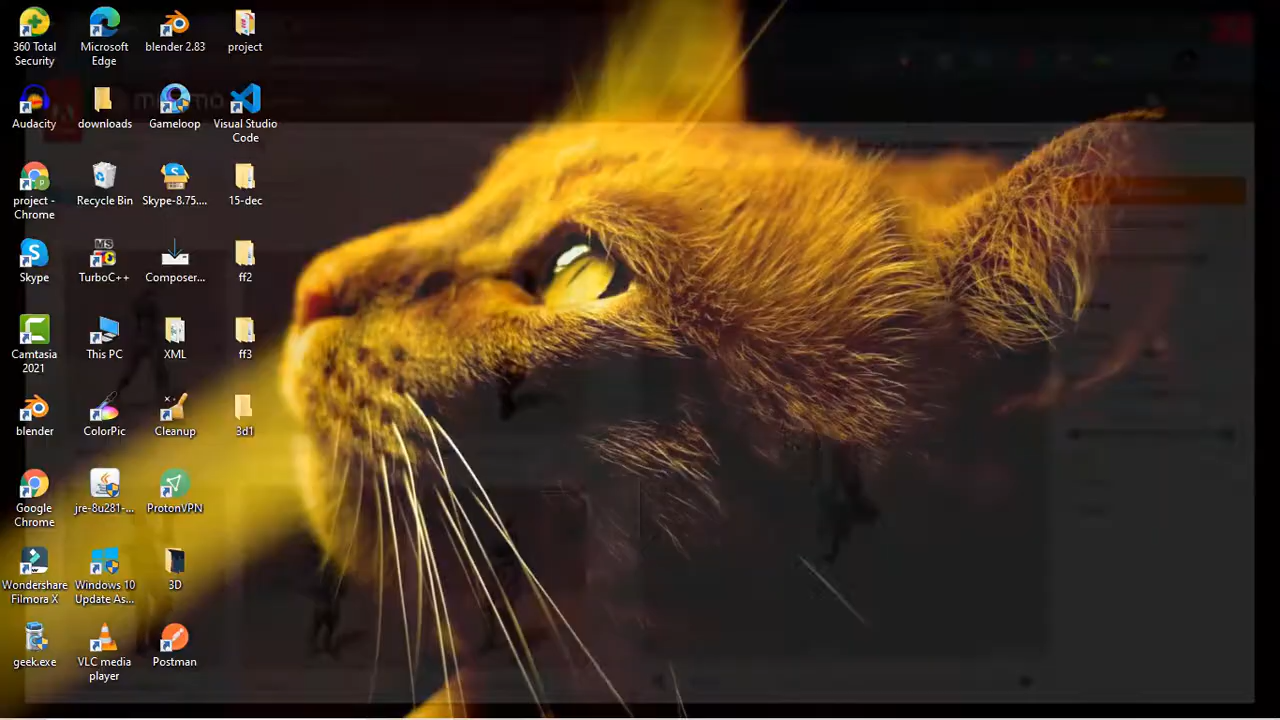 360 Total
Security
Microsoft
Edge
blender 2.83
project
Audacity
downloads
Gameloop
Visual Studio
Code
project -
Chrome
Recycle Bin
Skype-8.75....
15-dec
Skype
TurboC++
Composer...
ff2
Camtasia
2021
This PC
XML
ff3
blender
ColorPic
Cleanup
3d1
Google
Chrome
jre-8u281-...
ProtonVPN
Wondershare
Filmora X
Windows 10
Update As...
3D
geek.exe
VLC media
player
Postman